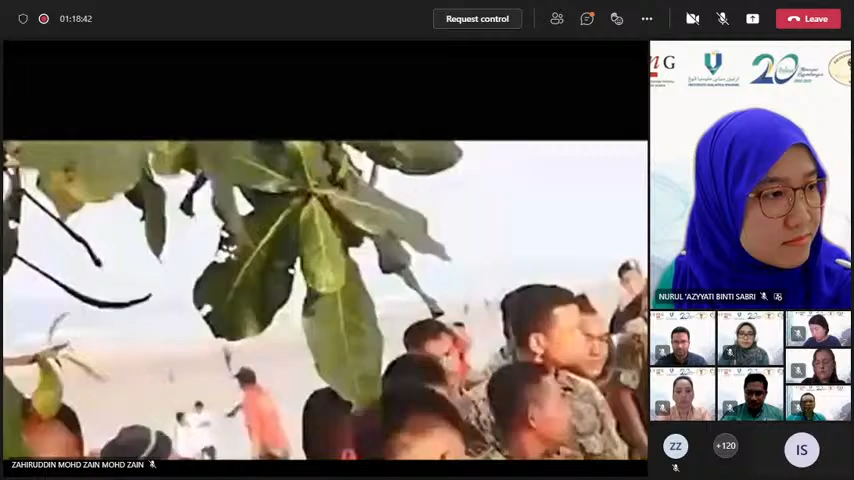 01:18:42
Request control
Leave
G
20
NURUL 'AZYYATI BINTI SABRI
ZAHIRUDDIN MOHD ZAIN MOHD ZAIN
ZZ
+120
IS